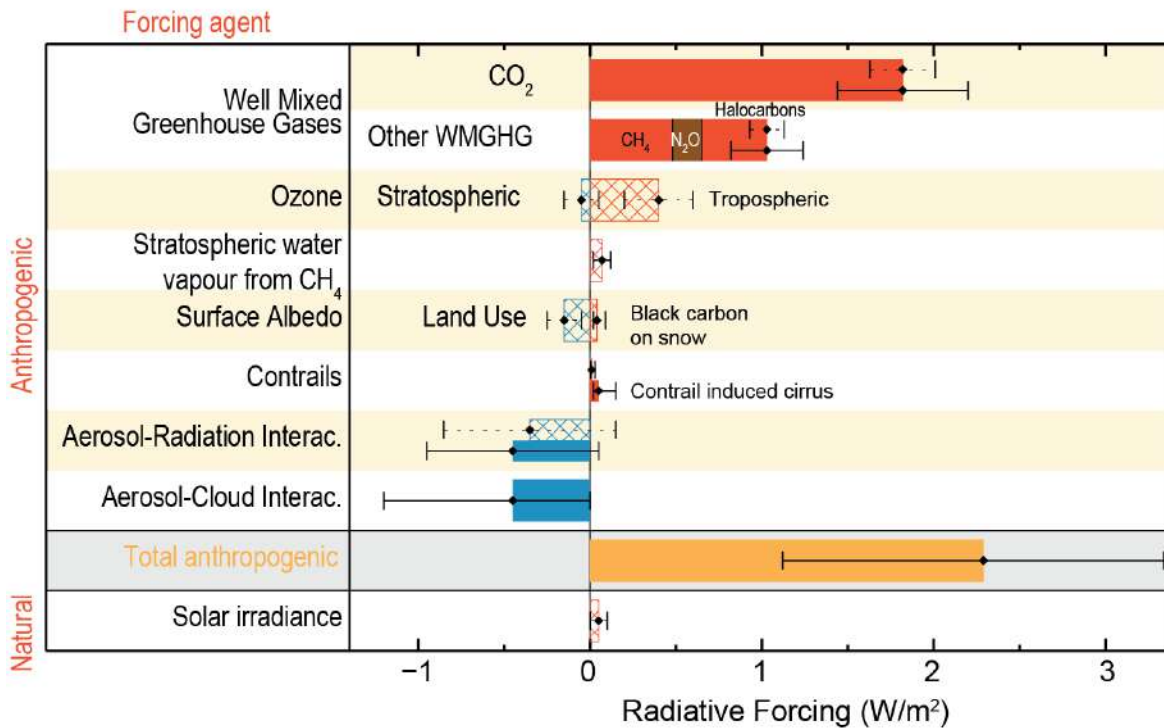 Forcing agent
Anthropogenic
Natural
Well Mixed
Greenhouse Gases
CO₂
Other WMGHG
Halocarbons
CH₄
N₂O
Ozone
Stratospheric
Tropospheric
Stratospheric water
vapour from CH₄
Surface Albedo
Land Use
Black carbon
on snow
Contrails
Contrail induced cirrus
Aerosol-Radiation Interac.
Aerosol-Cloud Interac.
Total anthropogenic
Solar irradiance
−1 0 1 2 3
Radiative Forcing (W/m²)